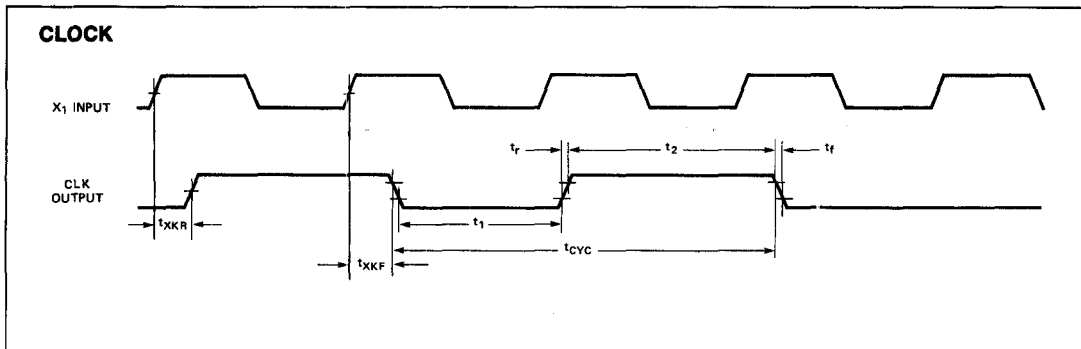 CLOCK
X1 INPUT
tr
t2
tf
CLK
OUTPUT
tXKR
t1
tCYC
tXKF